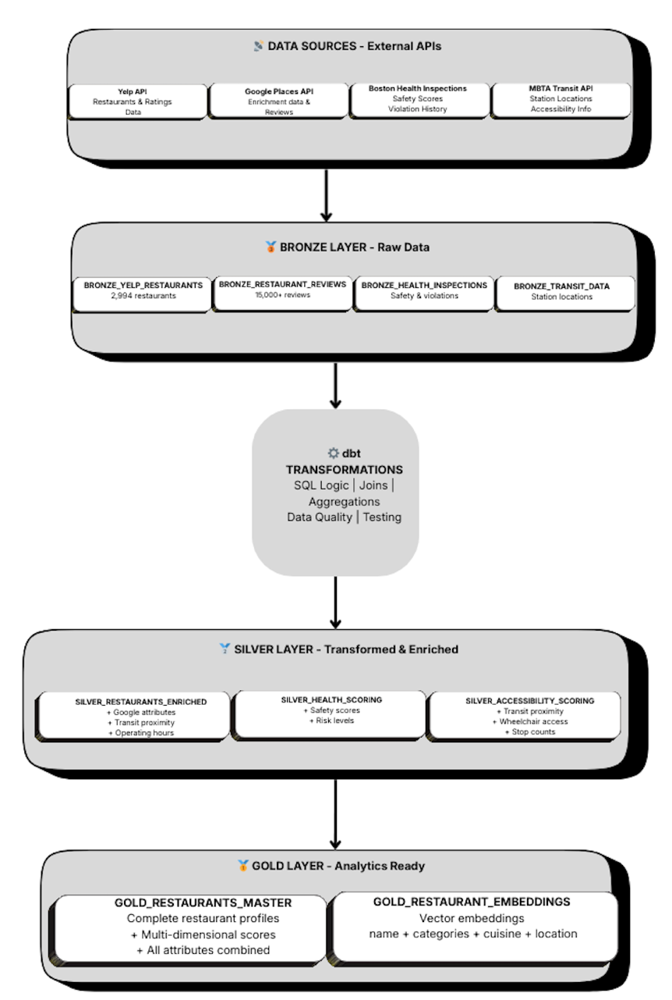 DATA SOURCES - External APIs
Yelp API
Restaurants & Ratings
Data
Google Places API
Enrichment data &
Reviews
Boston Health Inspections
Safety Scores
Violation History
MBTA Transit API
Station Locations
Accessibility Info
BRONZE LAYER - Raw Data
BRONZE_YELP_RESTAURANTS
2,994 restaurants
BRONZE_RESTAURANT_REVIEWS
15,000+ reviews
BRONZE_HEALTH_INSPECTIONS
Safety & violations
BRONZE_TRANSIT_DATA
Station locations
dbt
TRANSFORMATIONS
SQL Logic | Joins |
Aggregations
Data Quality | Testing
SILVER LAYER - Transformed & Enriched
SILVER_RESTAURANTS_ENRICHED
+ Google attributes
+ Transit proximity
+ Operating hours
SILVER_HEALTH_SCORING
+ Safety scores
+ Risk levels
SILVER_ACCESSIBILITY_SCORING
+ Transit proximity
+ Wheelchair access
+ Stop counts
GOLD LAYER - Analytics Ready
GOLD_RESTAURANTS_MASTER
Complete restaurant profiles
+ Multi-dimensional scores
+ All attributes combined
GOLD_RESTAURANT_EMBEDDINGS
Vector embeddings
name + categories + cuisine + location